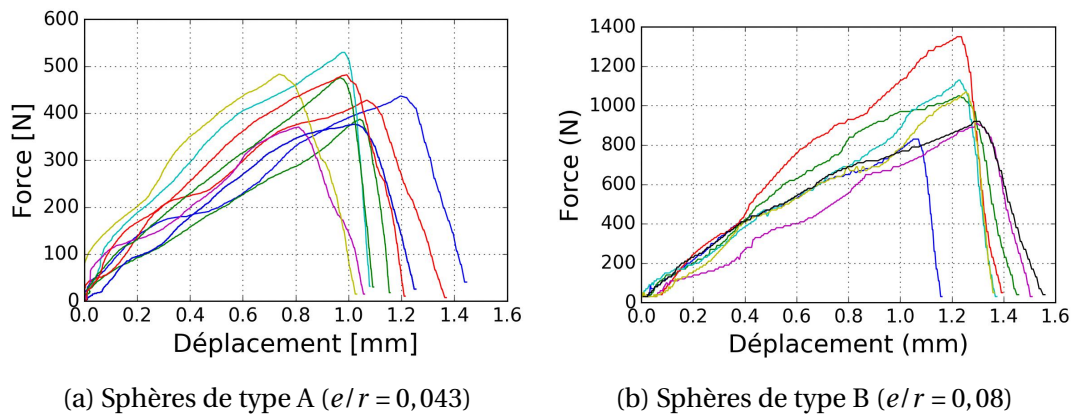 600
500
400
300
200
100
0
0.0 0.2 0.4 0.6 0.8 1.0 1.2 1.4 1.6
Force [N]
Déplacement [mm]
(a) Sphères de type A (e/r = 0,043)
1400
1200
1000
800
600
400
200
0
0.0 0.2 0.4 0.6 0.8 1.0 1.2 1.4 1.6
Force (N)
Déplacement (mm)
(b) Sphères de type B (e/r = 0,08)